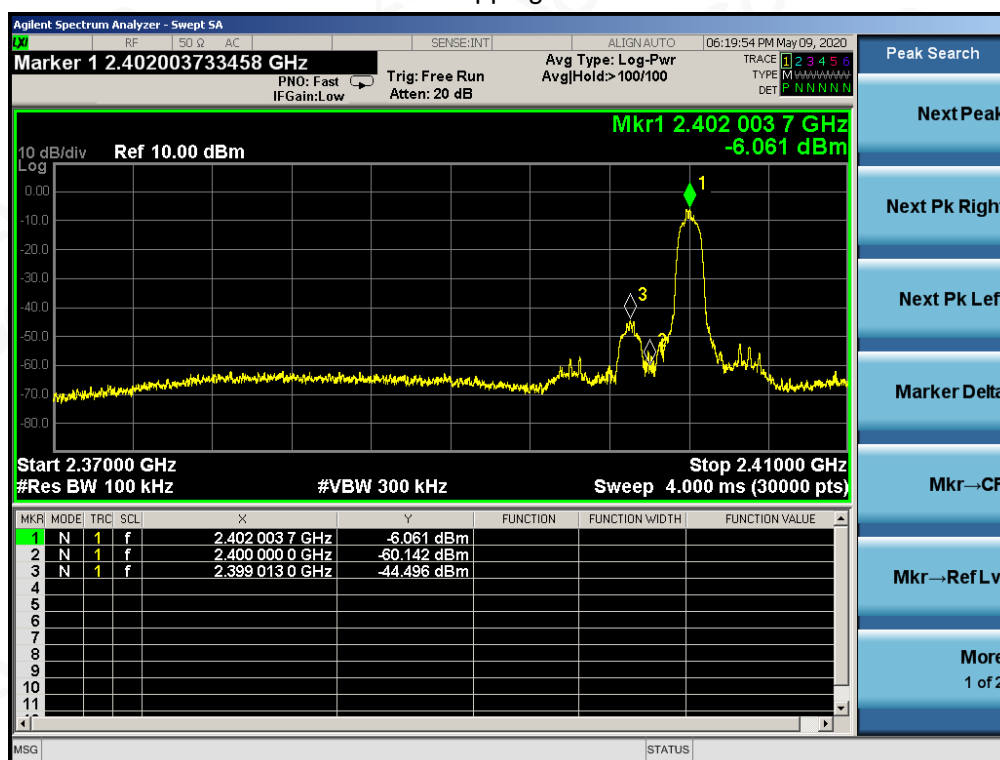 pping
Agilent Spectrum Analyzer - Swept SA
LXI RF 50 Ω AC SENSE:INT ALIGN AUTO 06:19:54 PM May 09, 2020
Marker 1 2.402003733458 GHz
PNO: Fast
IFGain:Low
Trig: Free Run
Atten: 20 dB
Avg Type: Log-Pwr
Avg|Hold:>100/100
TRACE 1 2 3 4 5 6
TYPE M
DET P N N N N N
Mkr1 2.402 003 7 GHz
-6.061 dBm
10 dB/div Ref 10.00 dBm
Log
0.00
-10.0
-20.0
-30.0
-40.0
-50.0
-60.0
-70.0
-80.0
1
3
2
Start 2.37000 GHz Stop 2.41000 GHz
#Res BW 100 kHz #VBW 300 kHz Sweep 4.000 ms (30000 pts)
MKR MODE TRC SCL X Y FUNCTION FUNCTION WIDTH FUNCTION VALUE
1 N 1 f 2.402 003 7 GHz -6.061 dBm
2 N 1 f 2.400 000 0 GHz -60.142 dBm
3 N 1 f 2.399 013 0 GHz -44.496 dBm
4
5
6
7
8
9
10
11
MSG STATUS
Peak Search
Next Peak
Next Pk Right
Next Pk Left
Marker Delta
Mkr→CF
Mkr→Ref Lv
More
1 of 2